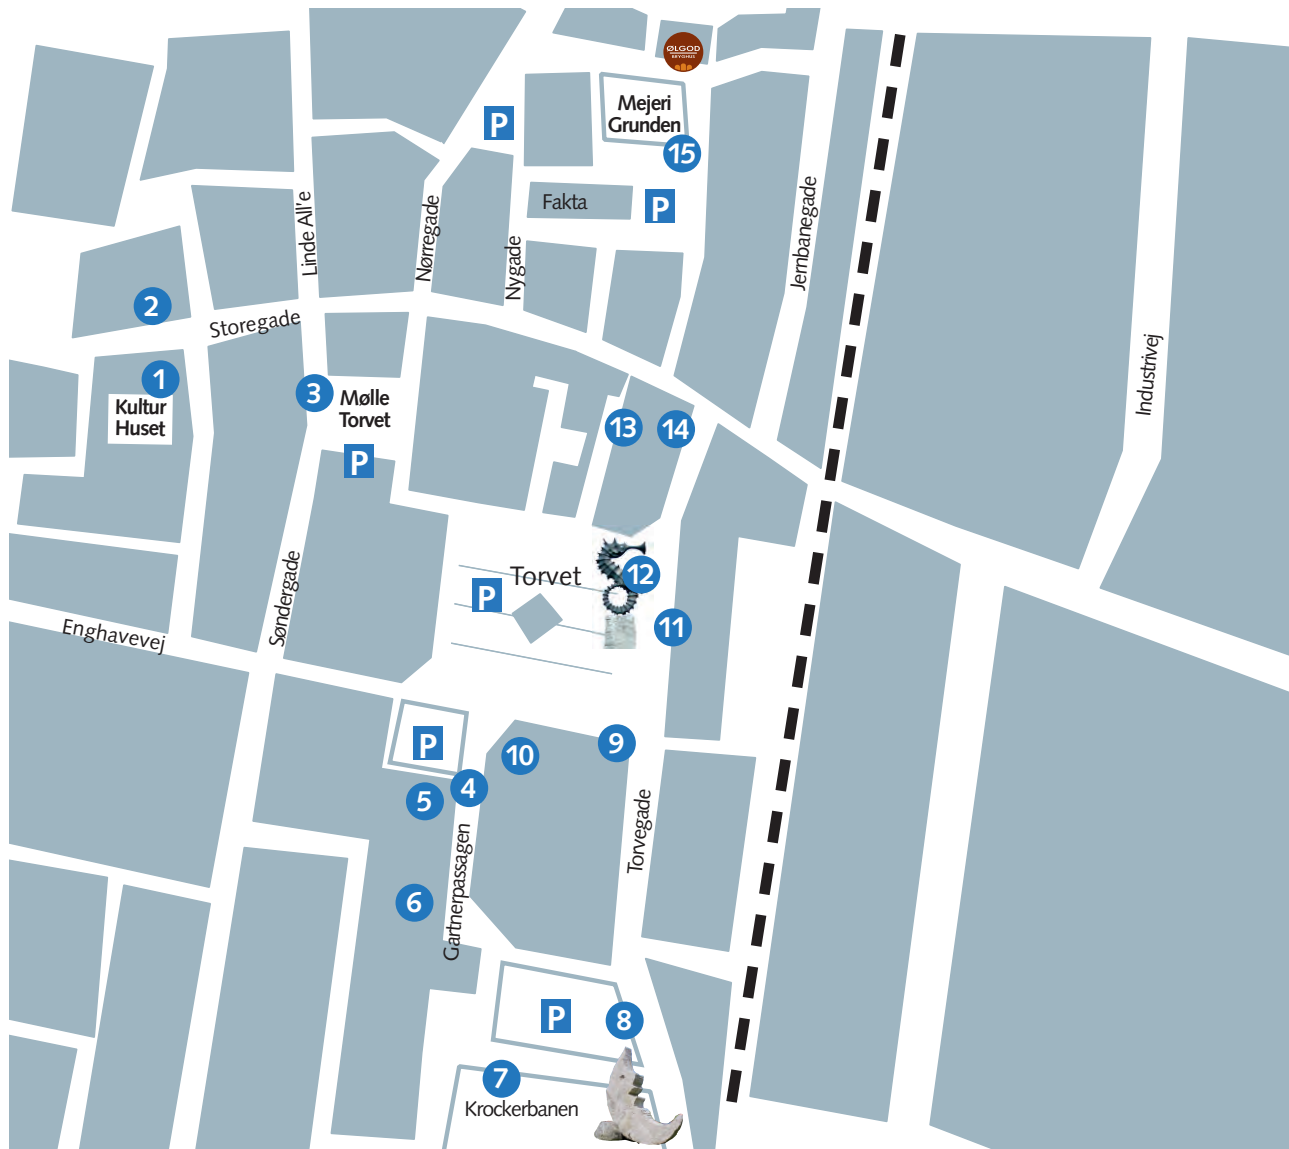 ØLGOD
BRYGHUS
Mejeri
Grunden
P
15
Fakta
P
Linde All'e
Nørregade
Nygade
Jernbanegade
2
Storegade
1
Kultur
Huset
3
Mølle
Torvet
P
13
14
Industrivej
Torvet
12
P
11
Søndergade
Enghavevej
P
10
9
4
5
Torvegade
Gartnerpassagen
6
P
8
7
Krockerbanen